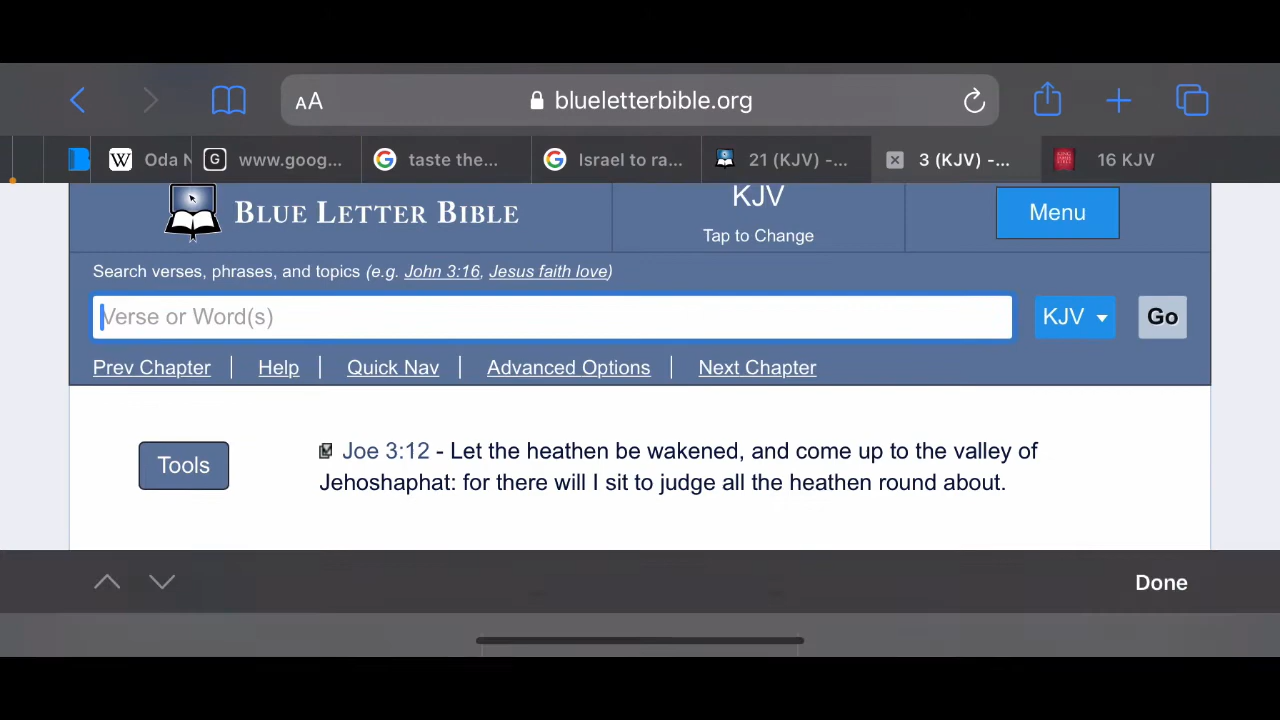 AA blueletterbible.org
W Oda N G www.goog... G taste the... G Israel to ra... 21 (KJV) -... 3 (KJV) -... 16 KJV
BLUE LETTER BIBLE KJV Menu
Tap to Change
Search verses, phrases, and topics (e.g. John 3:16, Jesus faith love)
Verse or Word(s) KJV Go
Prev Chapter Help Quick Nav Advanced Options Next Chapter
Tools Joe 3:12 - Let the heathen be wakened, and come up to the valley of
Jehoshaphat: for there will I sit to judge all the heathen round about.
Done